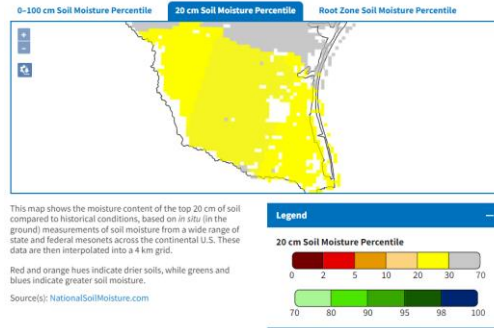 0–100 cm Soil Moisture Percentile
20 cm Soil Moisture Percentile
Root Zone Soil Moisture Percentile
+
–
This map shows the moisture content of the top 20 cm of soil
compared to historical conditions, based on in situ (in the
ground) measurements of soil moisture from a wide range of
state and federal mesonets across the continental U.S. These
data are then interpolated into a 4 km grid.
Red and orange hues indicate drier soils, while greens and
blues indicate greater soil moisture.
Source(s): NationalSoilMoisture.com
Legend
–
20 cm Soil Moisture Percentile
0 2 5 10 20 30 70
70 80 90 95 98 100